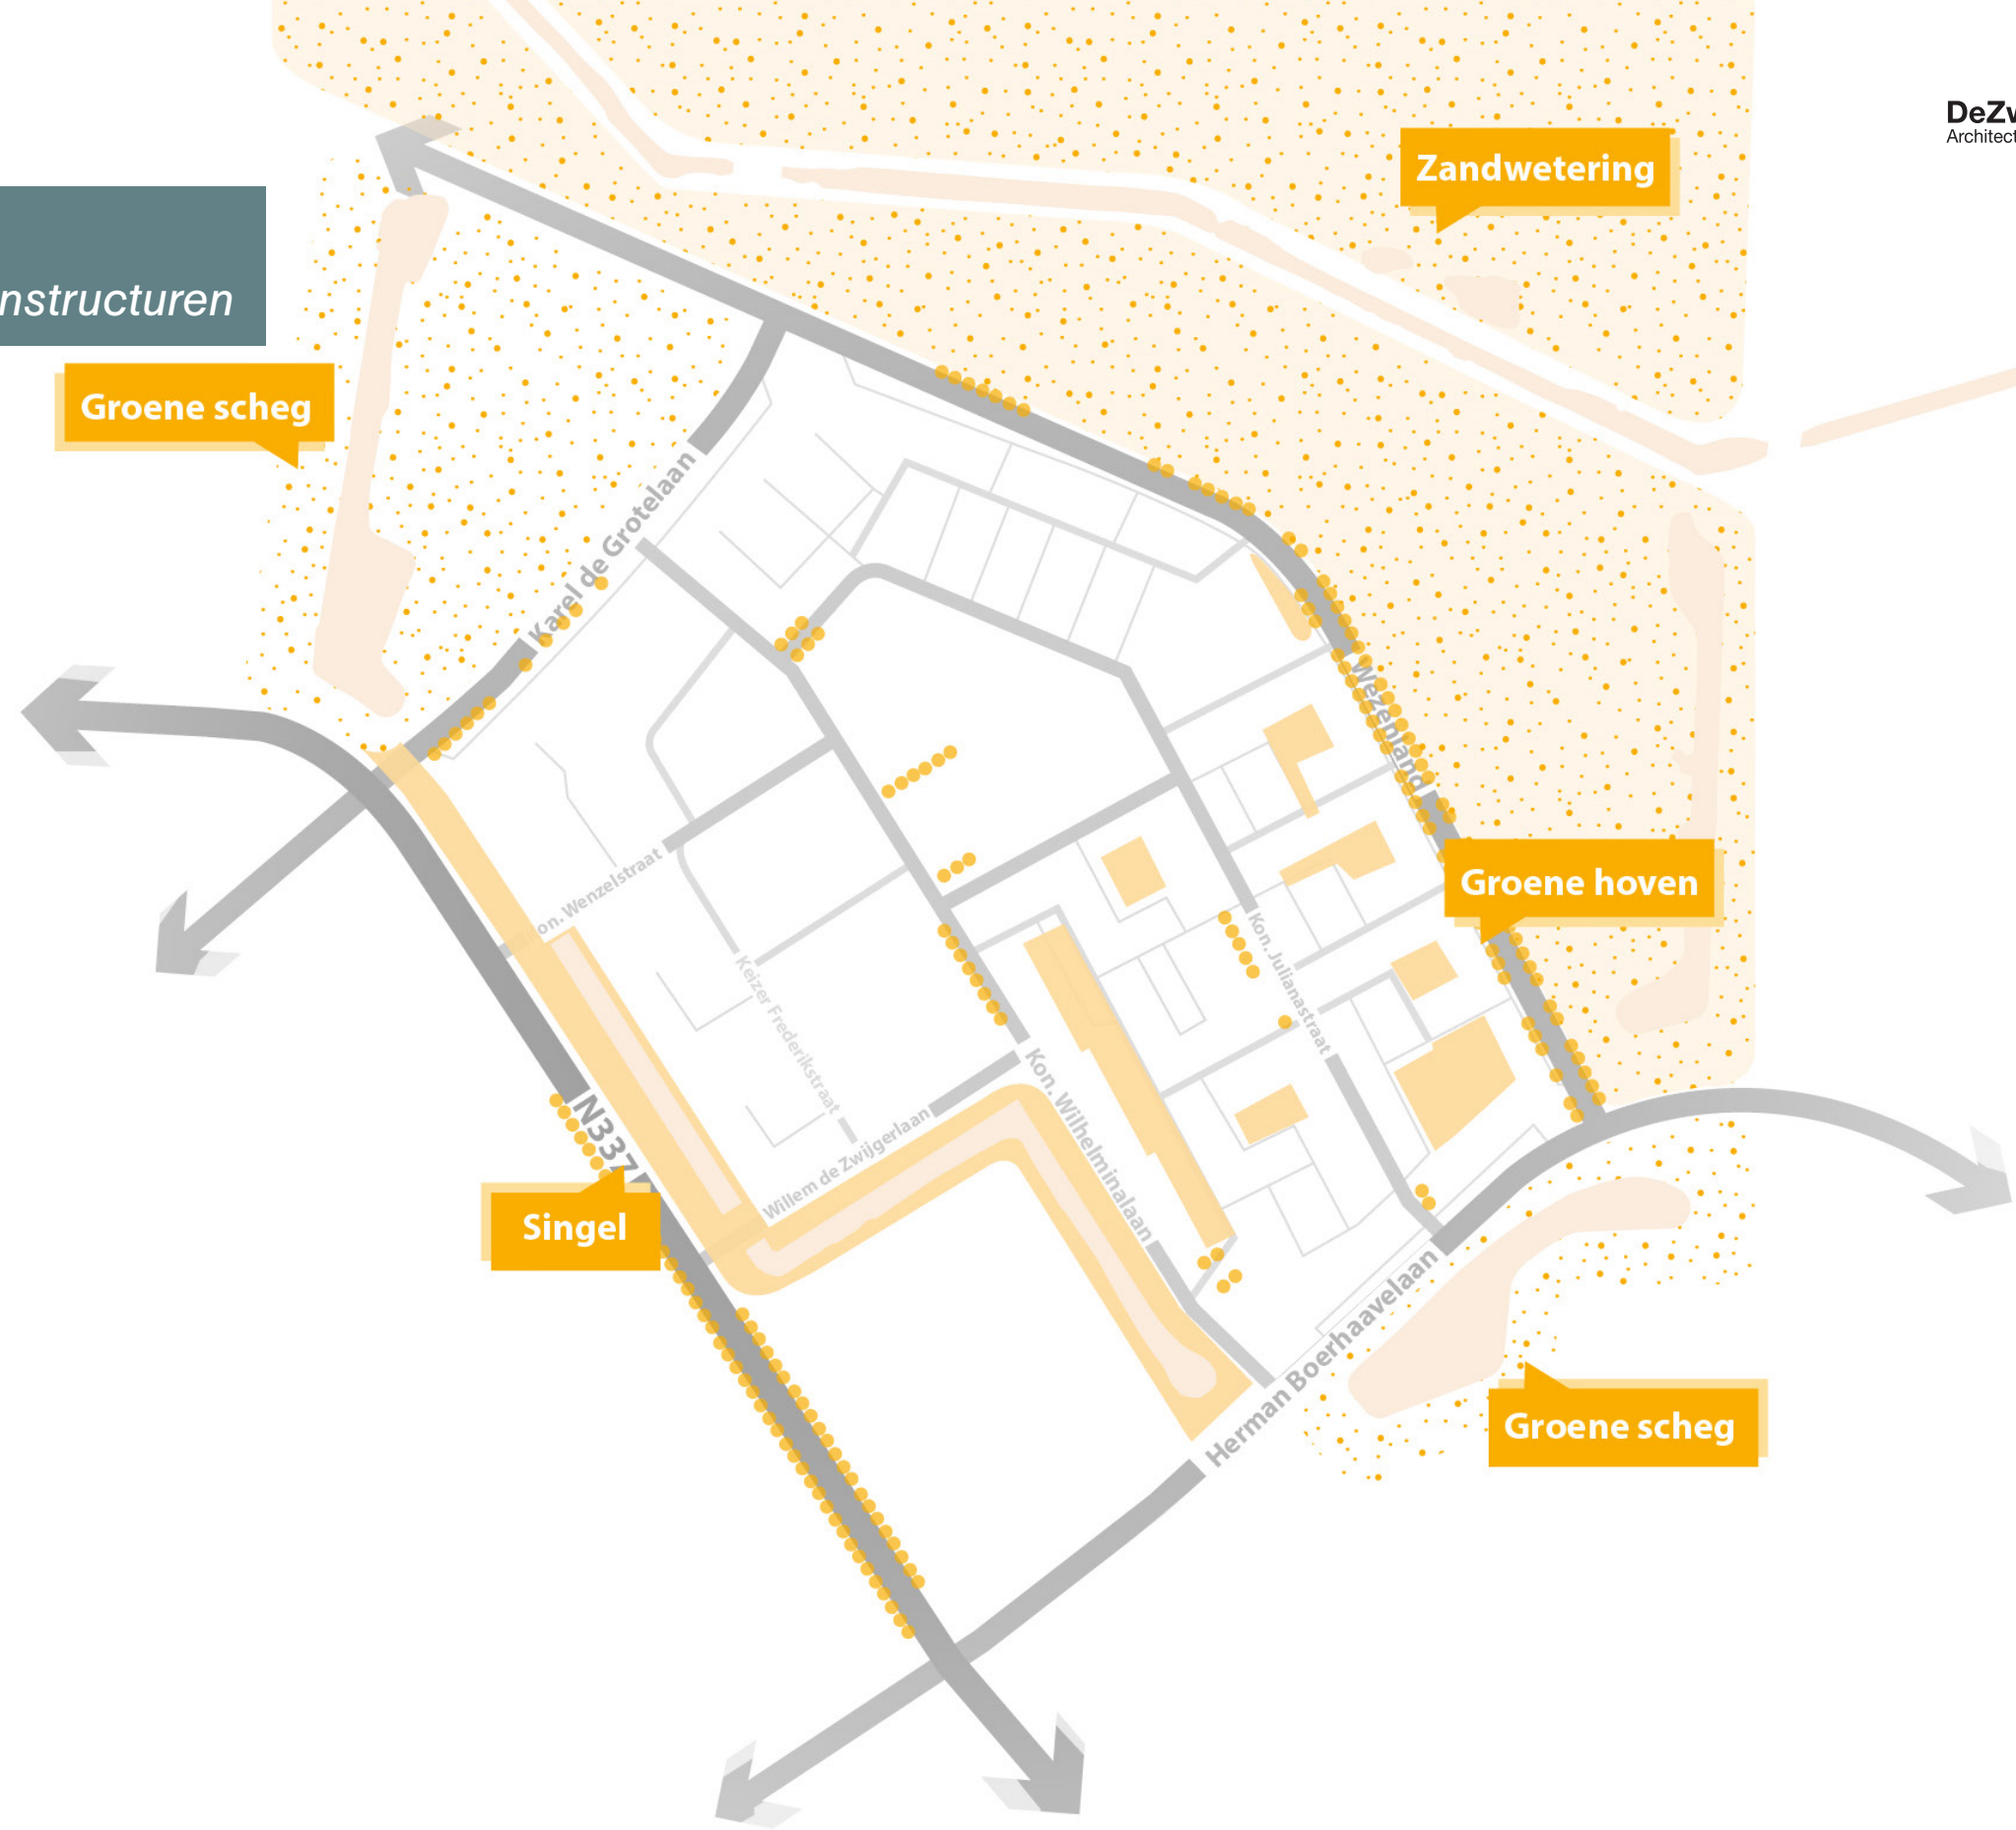 DeZw
Architect
Zandwetering
nstructuren
Groene scheg
Karel de Grotelaan
Wezenland
Groene hoven
on. Wenzelstraat
Kon. Julianastraat
Keizer Frederikstraat
Kon. Wilhelminalaan
N337
Willem de Zwijgerlaan
Singel
Herman Boerhaavelaan
Groene scheg